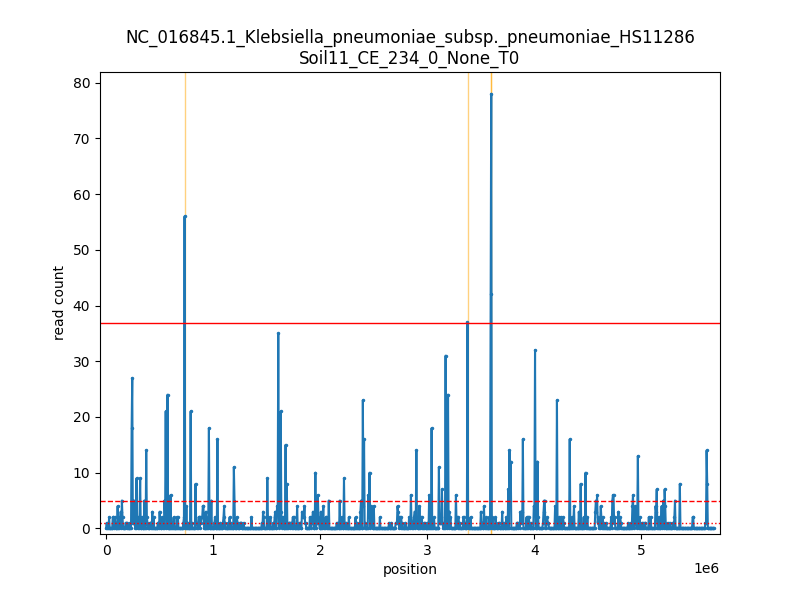 NC_016845.1_Klebsiella_pneumoniae_subsp._pneumoniae_HS11286
Soil11_CE_234_0_None_T0
80
70
60
50
40
30
20
10
0
read count
0 1 2 3 4 5
1e6
position